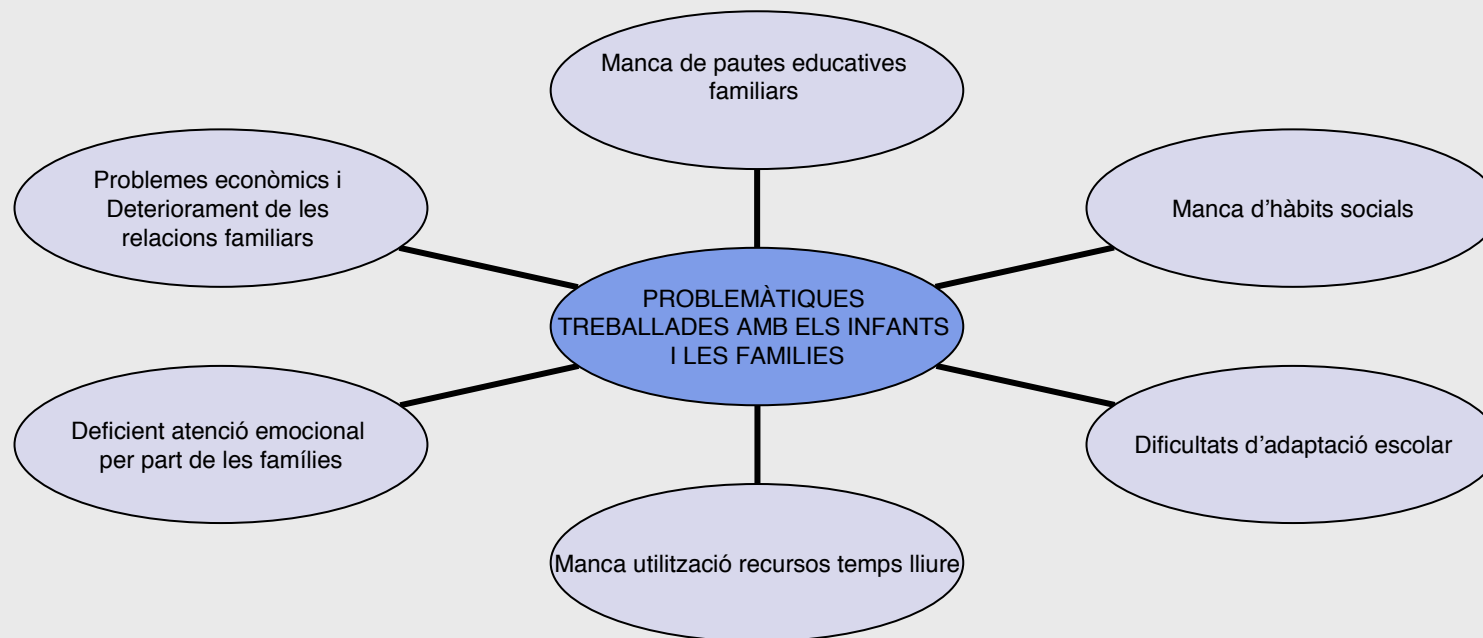 Manca de pautes educatives
familiars
Problemes econòmics i
Deteriorament de les
relacions familiars
Manca d’hàbits socials
PROBLEMÀTIQUES
TREBALLADES AMB ELS INFANTS
I LES FAMILIES
Deficient atenció emocional
per part de les famílies
Dificultats d’adaptació escolar
Manca utilització recursos temps lliure